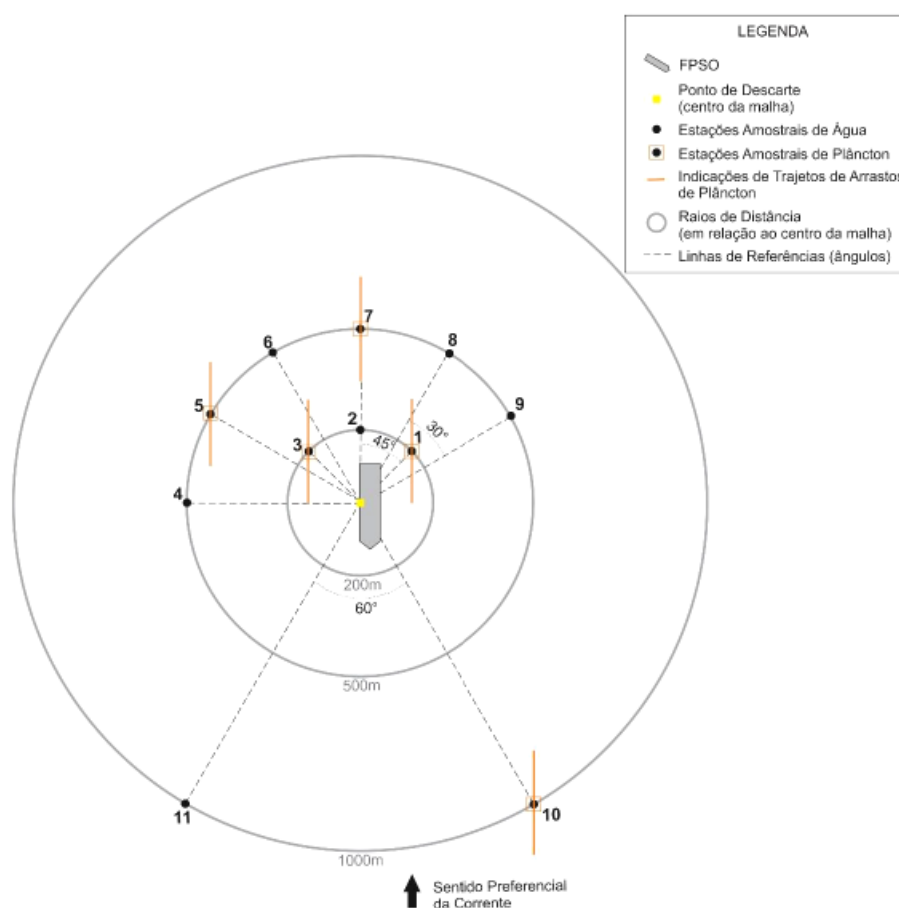 LEGENDA
FPSO
Ponto de Descarte
(centro da malha)
Estações Amostrais de Água
Estações Amostrais de Plâncton
Indicações de Trajetos de Arrastos
de Plâncton
Raios de Distância
(em relação ao centro da malha)
Linhas de Referências (ângulos)
7
6
8
5
9
2
45°
1
30°
3
4
200m
60°
500m
11
10
1000m
Sentido Preferencial
da Corrente